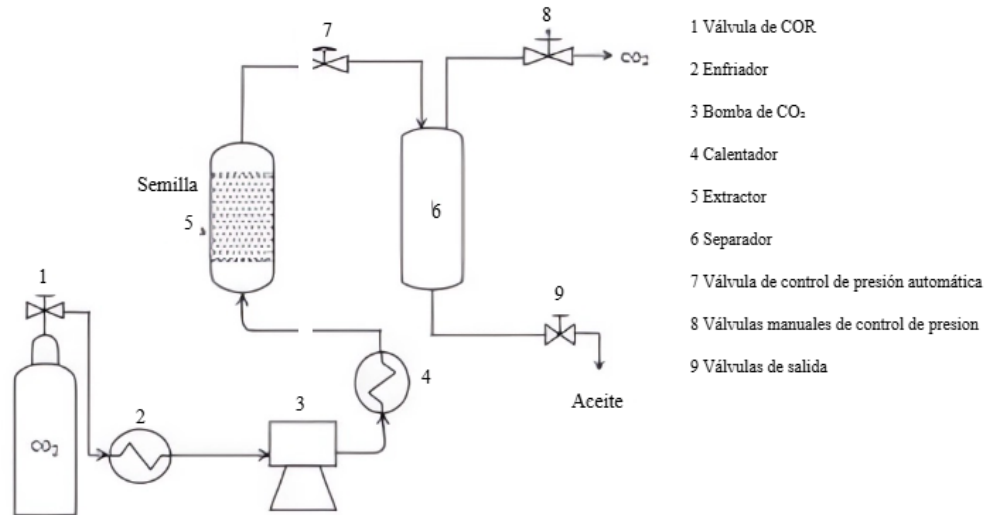 7
8
CO₂
Semilla
5
6
1
9
4
Aceite
3
2
CO₂
1 Válvula de COR
2 Enfriador
3 Bomba de CO₂
4 Calentador
5 Extractor
6 Separador
7 Válvula de control de presión automática
8 Válvulas manuales de control de presion
9 Válvulas de salida